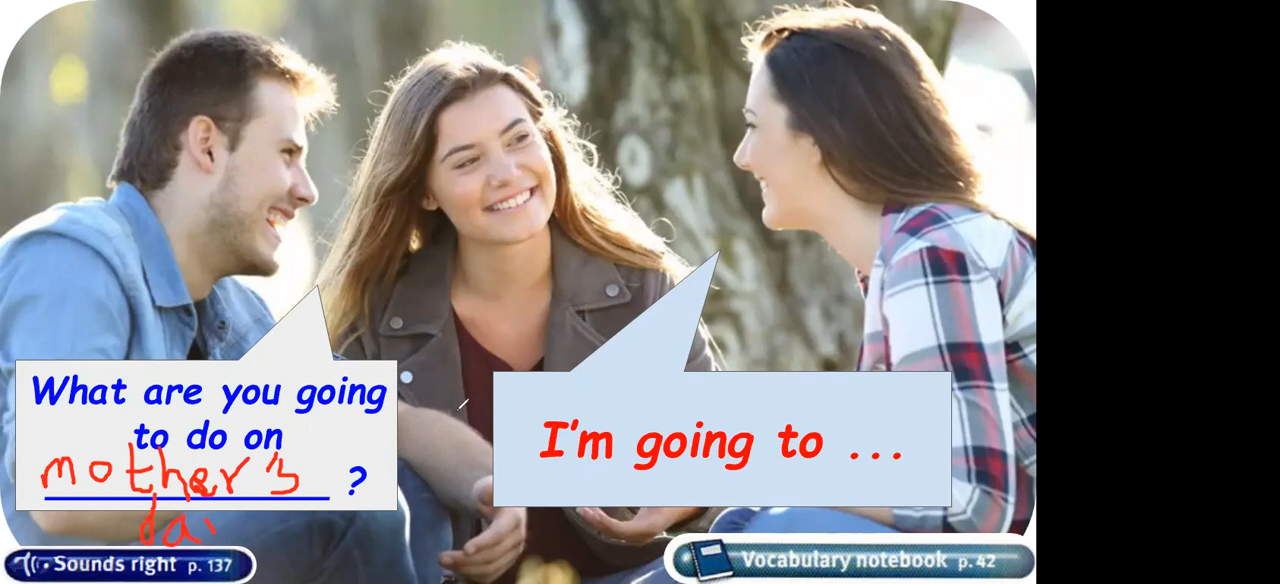 What are you going
to do on
mother's ?
I'm going to ...
Sounds right p. 137
Vocabulary notebook p. 42